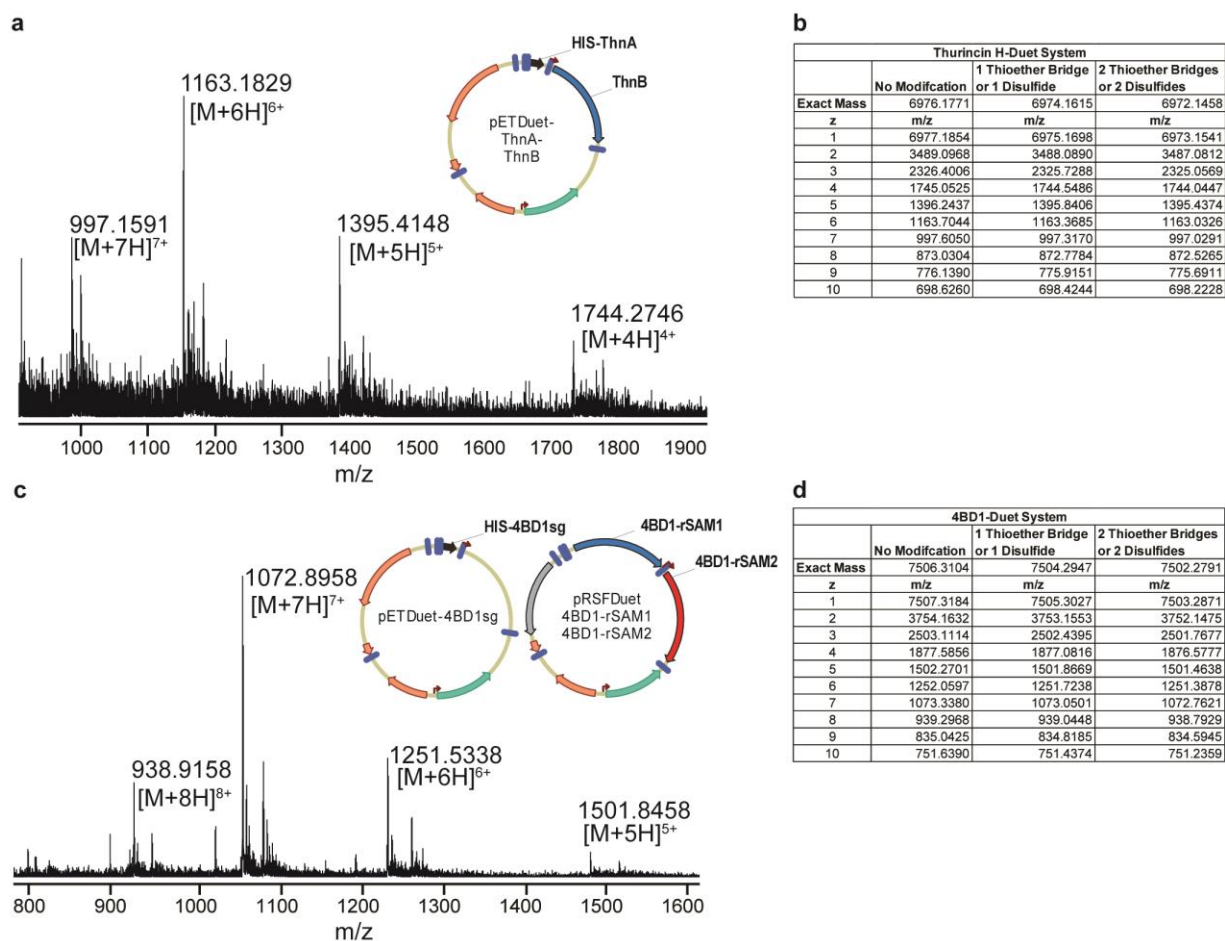 a
1163.1829
[M+6H]6+
997.1591
[M+7H]7+
1395.4148
[M+5H]5+
1744.2746
[M+4H]4+
HIS-ThnA
ThnB
pETDuet-
ThnA-
ThnB
1000 1100 1200 1300 1400 1500 1600 1700 1800 1900
m/z
b
Thurincin H-Duet System
No Modifcation 1 Thioether Bridge or 1 Disulfide 2 Thioether Bridges or 2 Disulfides
Exact Mass 6976.1771 6974.1615 6972.1458
z m/z m/z m/z
1 6977.1854 6975.1698 6973.1541
2 3489.0968 3488.0890 3487.0812
3 2326.4006 2325.7288 2325.0569
4 1745.0525 1744.5486 1744.0447
5 1396.2437 1395.8406 1395.4374
6 1163.7044 1163.3685 1163.0326
7 997.6050 997.3170 997.0291
8 873.0304 872.7784 872.5265
9 776.1390 775.9151 775.6911
10 698.6260 698.4244 698.2228
c
1072.8958
[M+7H]7+
938.9158
[M+8H]8+
1251.5338
[M+6H]6+
1501.8458
[M+5H]5+
HIS-4BD1sg
4BD1-rSAM1
4BD1-rSAM2
pETDuet-4BD1sg
pRSFDuet
4BD1-rSAM1
4BD1-rSAM2
800 900 1000 1100 1200 1300 1400 1500 1600
m/z
d
4BD1-Duet System
No Modifcation 1 Thioether Bridge or 1 Disulfide 2 Thioether Bridges or 2 Disulfides
Exact Mass 7506.3104 7504.2947 7502.2791
z m/z m/z m/z
1 7507.3184 7505.3027 7503.2871
2 3754.1632 3753.1553 3752.1475
3 2503.1114 2502.4395 2501.7677
4 1877.5856 1877.0816 1876.5777
5 1502.2701 1501.8669 1501.4638
6 1252.0597 1251.7238 1251.3878
7 1073.3380 1073.0501 1072.7621
8 939.2968 939.0448 938.7929
9 835.0425 834.8185 834.5945
10 751.6390 751.4374 751.2359